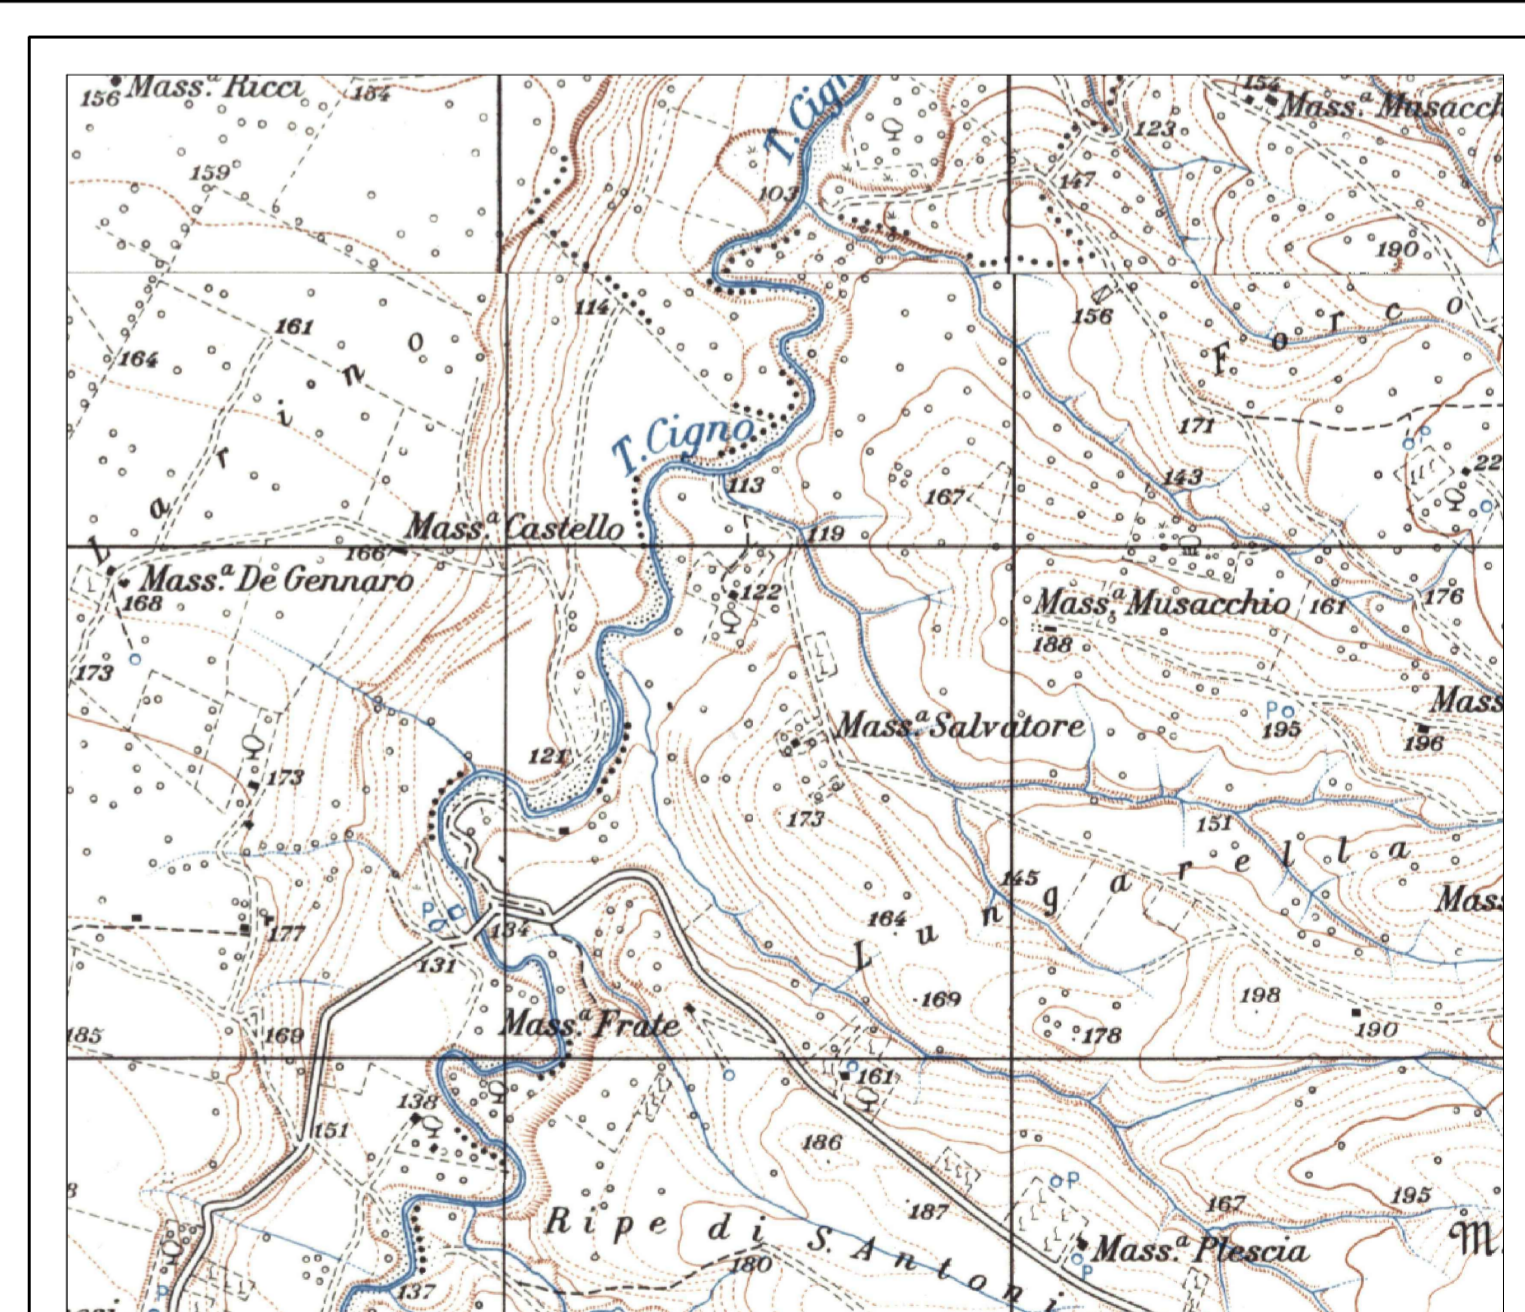 T. Cign
156 Mass.ª Ricci
154
154
Mass.ª Musacch
123
159
147
103
190
114
161
164
156
L a r i n o
F o r c o
T. Cigno
171
P
22
113
143
167
119
Mass.ª Castello
166
Mass.ª De Gennaro
168
122
Mass.ª Musacchio
161
176
188
173
Mass
P
195
196
Mass.ª Salvatore
121
173
173
151
L u n g a r e l l a
145
Mass.
P
134
164
177
131
169
198
190
Mass.ª Frate
178
185
169
161
138
151
186
P
187
167
195
R i p e d i S. A n t o n i
M.
Mass.ª Plescia
P
180
137
P